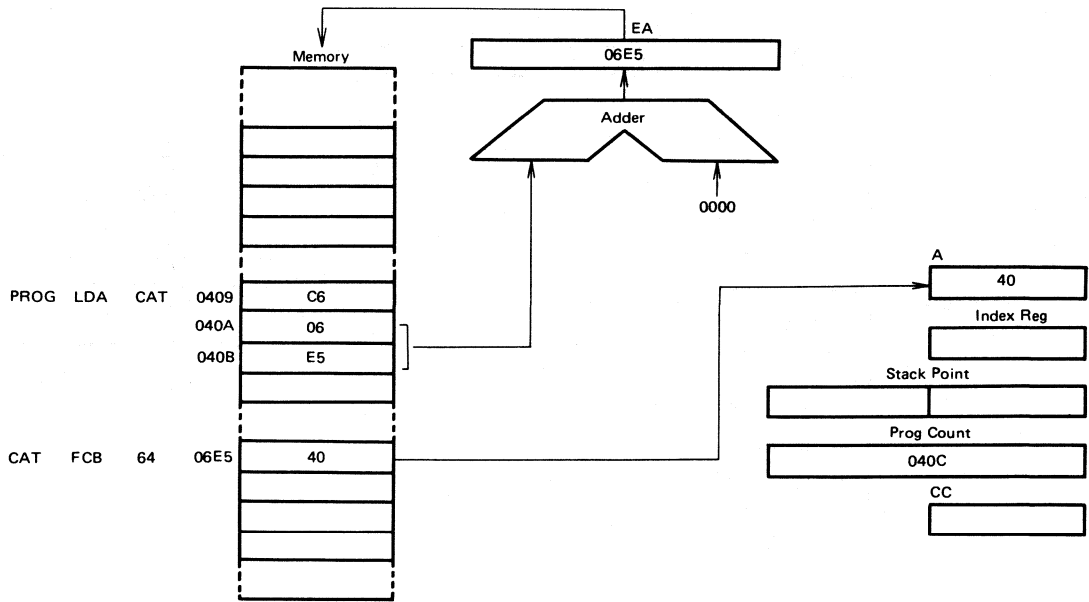 EA
06E5
Memory
Adder
0000
A
PROG LDA CAT 0409 C6
40
Index Reg
040A 06
040B E5
Stack Point
Prog Count
CAT FCB 64 06E5 40
040C
CC